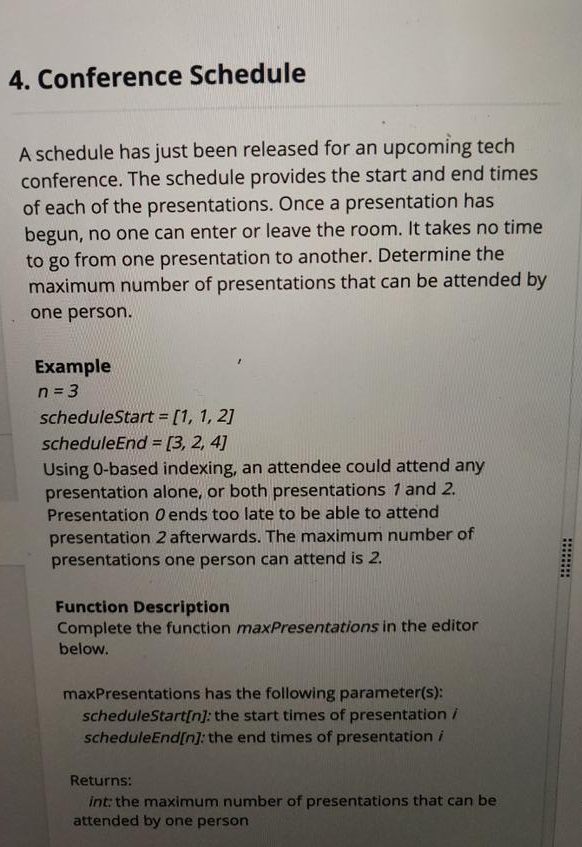 4. Conference Schedule
A schedule has just been released for an upcoming tech
conference. The schedule provides the start and end times
of each of the presentations. Once a presentation has
begun, no one can enter or leave the room. It takes no time
to go from one presentation to another. Determine the
maximum number of presentations that can be attended by
one person.
Example
n = 3
scheduleStart = [1, 1, 2]
scheduleEnd = [3, 2, 4]
Using 0-based indexing, an attendee could attend any
presentation alone, or both presentations 1 and 2.
Presentation 0 ends too late to be able to attend
presentation 2 afterwards. The maximum number of
presentations one person can attend is 2.
Function Description
Complete the function maxPresentations in the editor
below.
maxPresentations has the following parameter(s):
scheduleStart[n]: the start times of presentation i
scheduleEnd[n]: the end times of presentation i
Returns:
int: the maximum number of presentations that can be
attended by one person